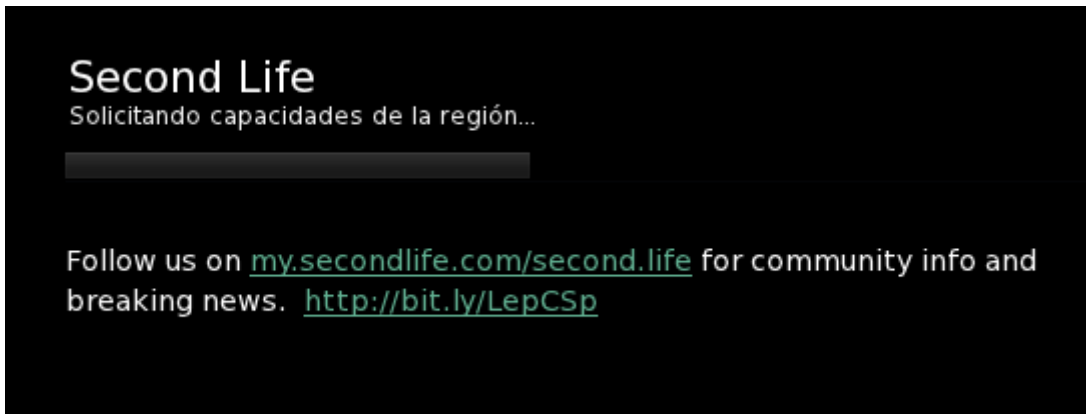 Second Life
Solicitando capacidades de la región...
Follow us on my.secondlife.com/second.life for community info and
breaking news.  http://bit.ly/LepCSp